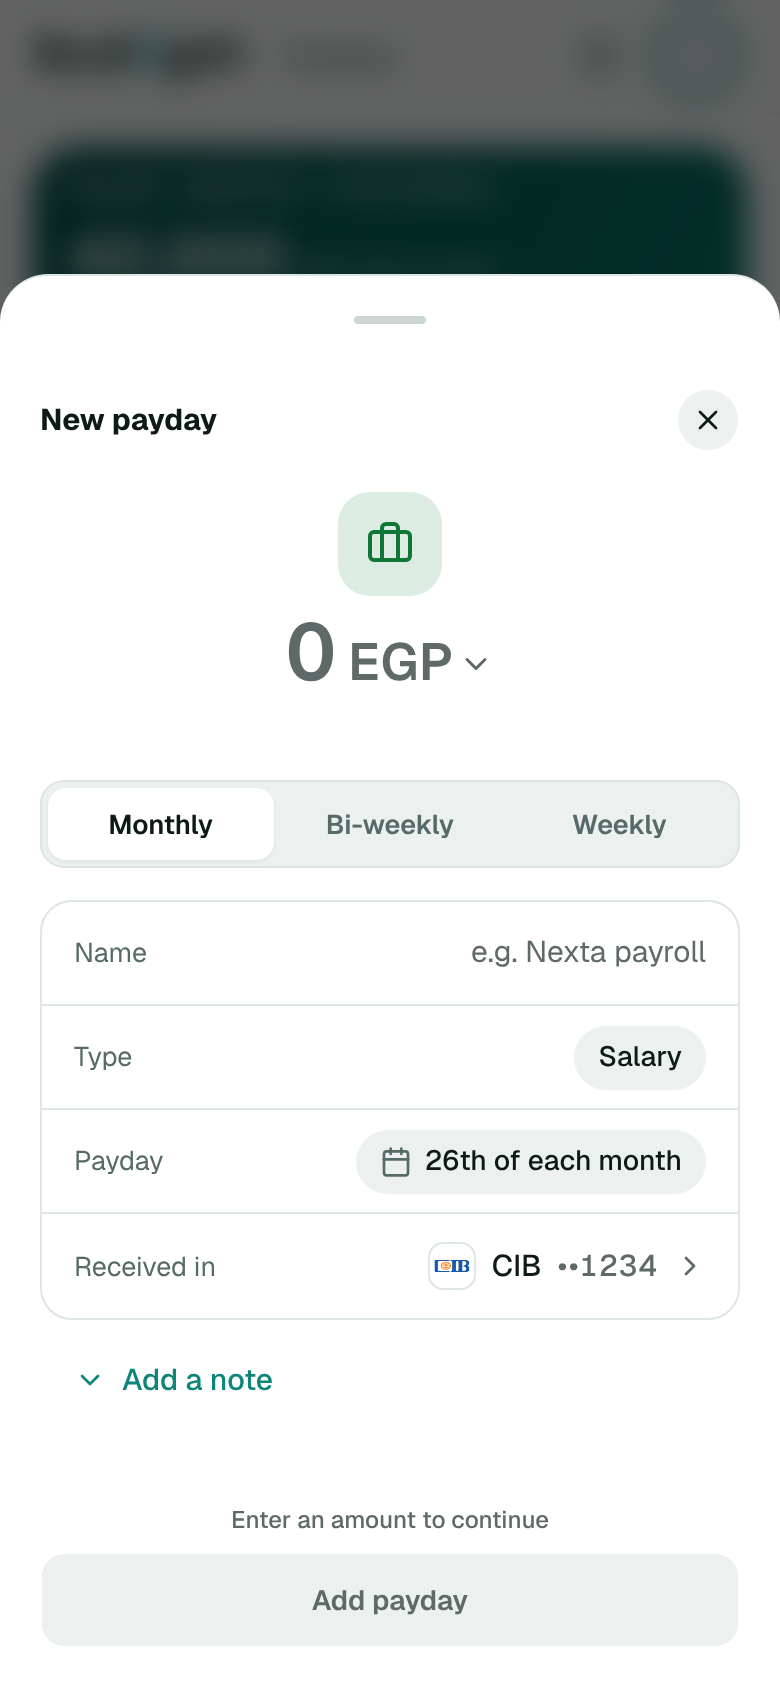 New payday
0 EGP
Monthly Bi-weekly Weekly
Name e.g. Nexta payroll
Type Salary
Payday 26th of each month
Received in CIB CIB ••1234
Add a note
Enter an amount to continue
Add payday